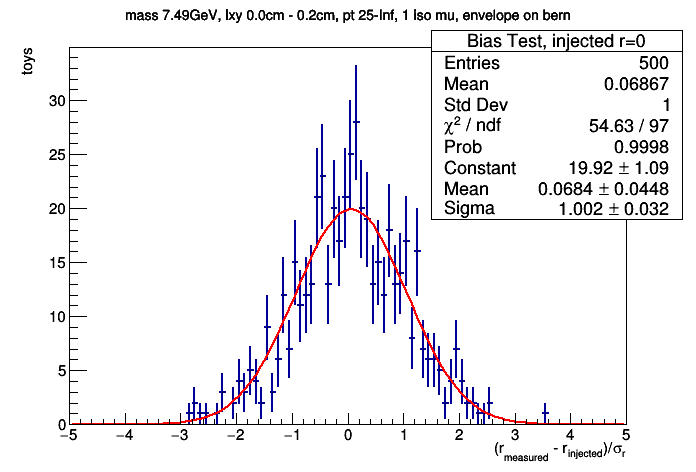 mass 7.49GeV, lxy 0.0cm - 0.2cm, pt 25-Inf, 1 Iso mu, envelope on bern
toys
Bias Test, injected r=0
Entries 500
Mean 0.06867
Std Dev 1
χ² / ndf 54.63 / 97
Prob 0.9998
Constant 19.92 ± 1.09
Mean 0.0684 ± 0.0448
Sigma 1.002 ± 0.032
30
25
20
15
10
5
0
−5 −4 −3 −2 −1 0 1 2 3 4 5
(r_measured - r_injected)/σ_r